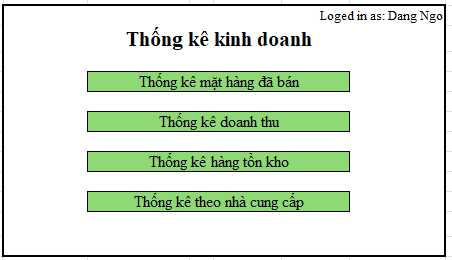 Loged in as: Dang Ngo
Thống kê kinh doanh
Thống kê mặt hàng đã bán
Thống kê doanh thu
Thống kê hàng tồn kho
Thống kê theo nhà cung cấp